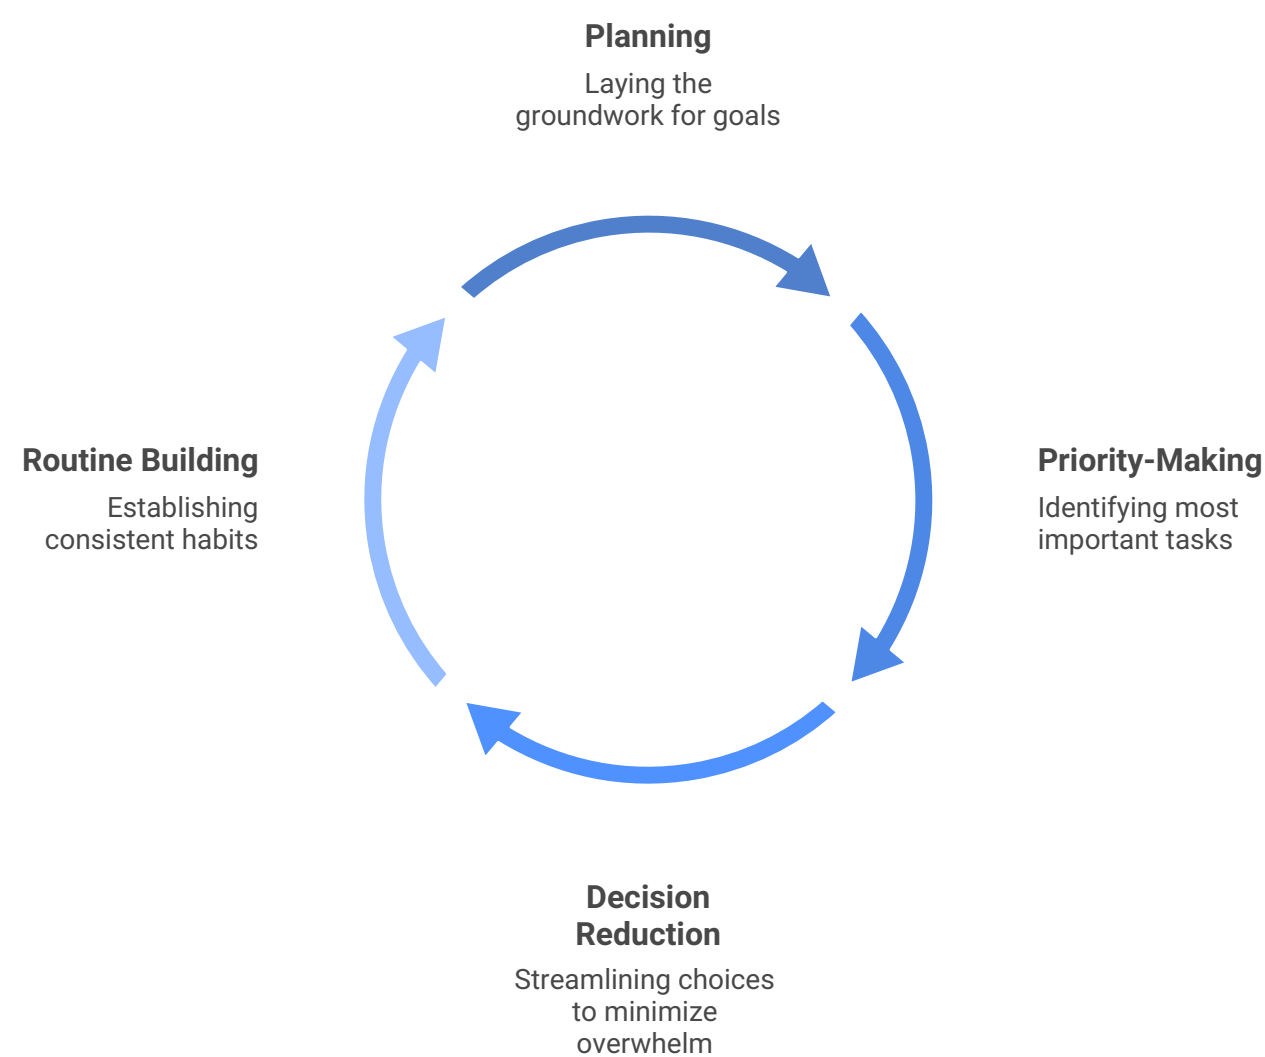 Planning
Laying the
groundwork for goals
Priority-Making
Identifying most
important tasks
Decision
Reduction
Streamlining choices
to minimize
overwhelm
Routine Building
Establishing
consistent habits